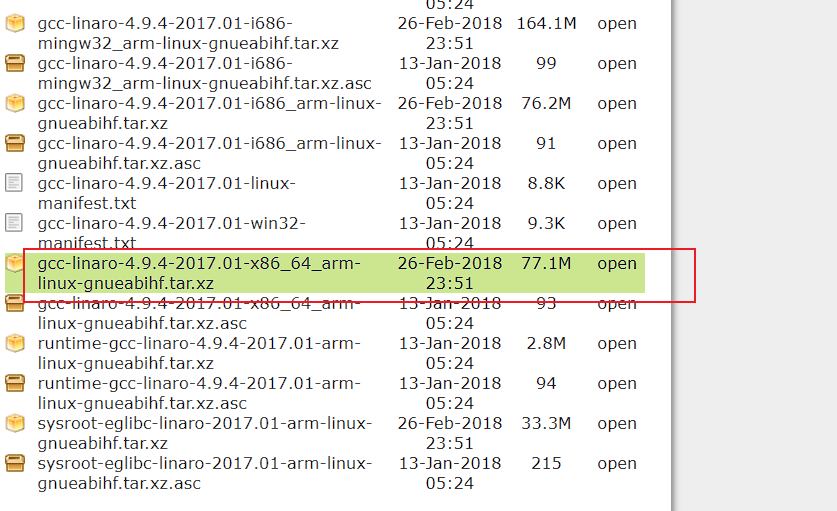 05:24
gcc-linaro-4.9.4-2017.01-i686- 26-Feb-2018 164.1M open
mingw32_arm-linux-gnueabihf.tar.xz 23:51
gcc-linaro-4.9.4-2017.01-i686- 13-Jan-2018 99 open
mingw32_arm-linux-gnueabihf.tar.xz.asc 05:24
gcc-linaro-4.9.4-2017.01-i686_arm-linux- 26-Feb-2018 76.2M open
gnueabihf.tar.xz 23:51
gcc-linaro-4.9.4-2017.01-i686_arm-linux- 13-Jan-2018 91 open
gnueabihf.tar.xz.asc 05:24
gcc-linaro-4.9.4-2017.01-linux- 13-Jan-2018 8.8K open
manifest.txt 05:24
gcc-linaro-4.9.4-2017.01-win32- 13-Jan-2018 9.3K open
manifest.txt 05:24
gcc-linaro-4.9.4-2017.01-x86_64_arm- 26-Feb-2018 77.1M open
linux-gnueabihf.tar.xz 23:51
gcc-linaro-4.9.4-2017.01-x86_64_arm- 13-Jan-2018 93 open
linux-gnueabihf.tar.xz.asc 05:24
runtime-gcc-linaro-4.9.4-2017.01-arm- 13-Jan-2018 2.8M open
linux-gnueabihf.tar.xz 05:24
runtime-gcc-linaro-4.9.4-2017.01-arm- 13-Jan-2018 94 open
linux-gnueabihf.tar.xz.asc 05:24
sysroot-eglibc-linaro-2017.01-arm-linux- 26-Feb-2018 33.3M open
gnueabihf.tar.xz 23:51
sysroot-eglibc-linaro-2017.01-arm-linux- 13-Jan-2018 215 open
gnueabihf.tar.xz.asc 05:24